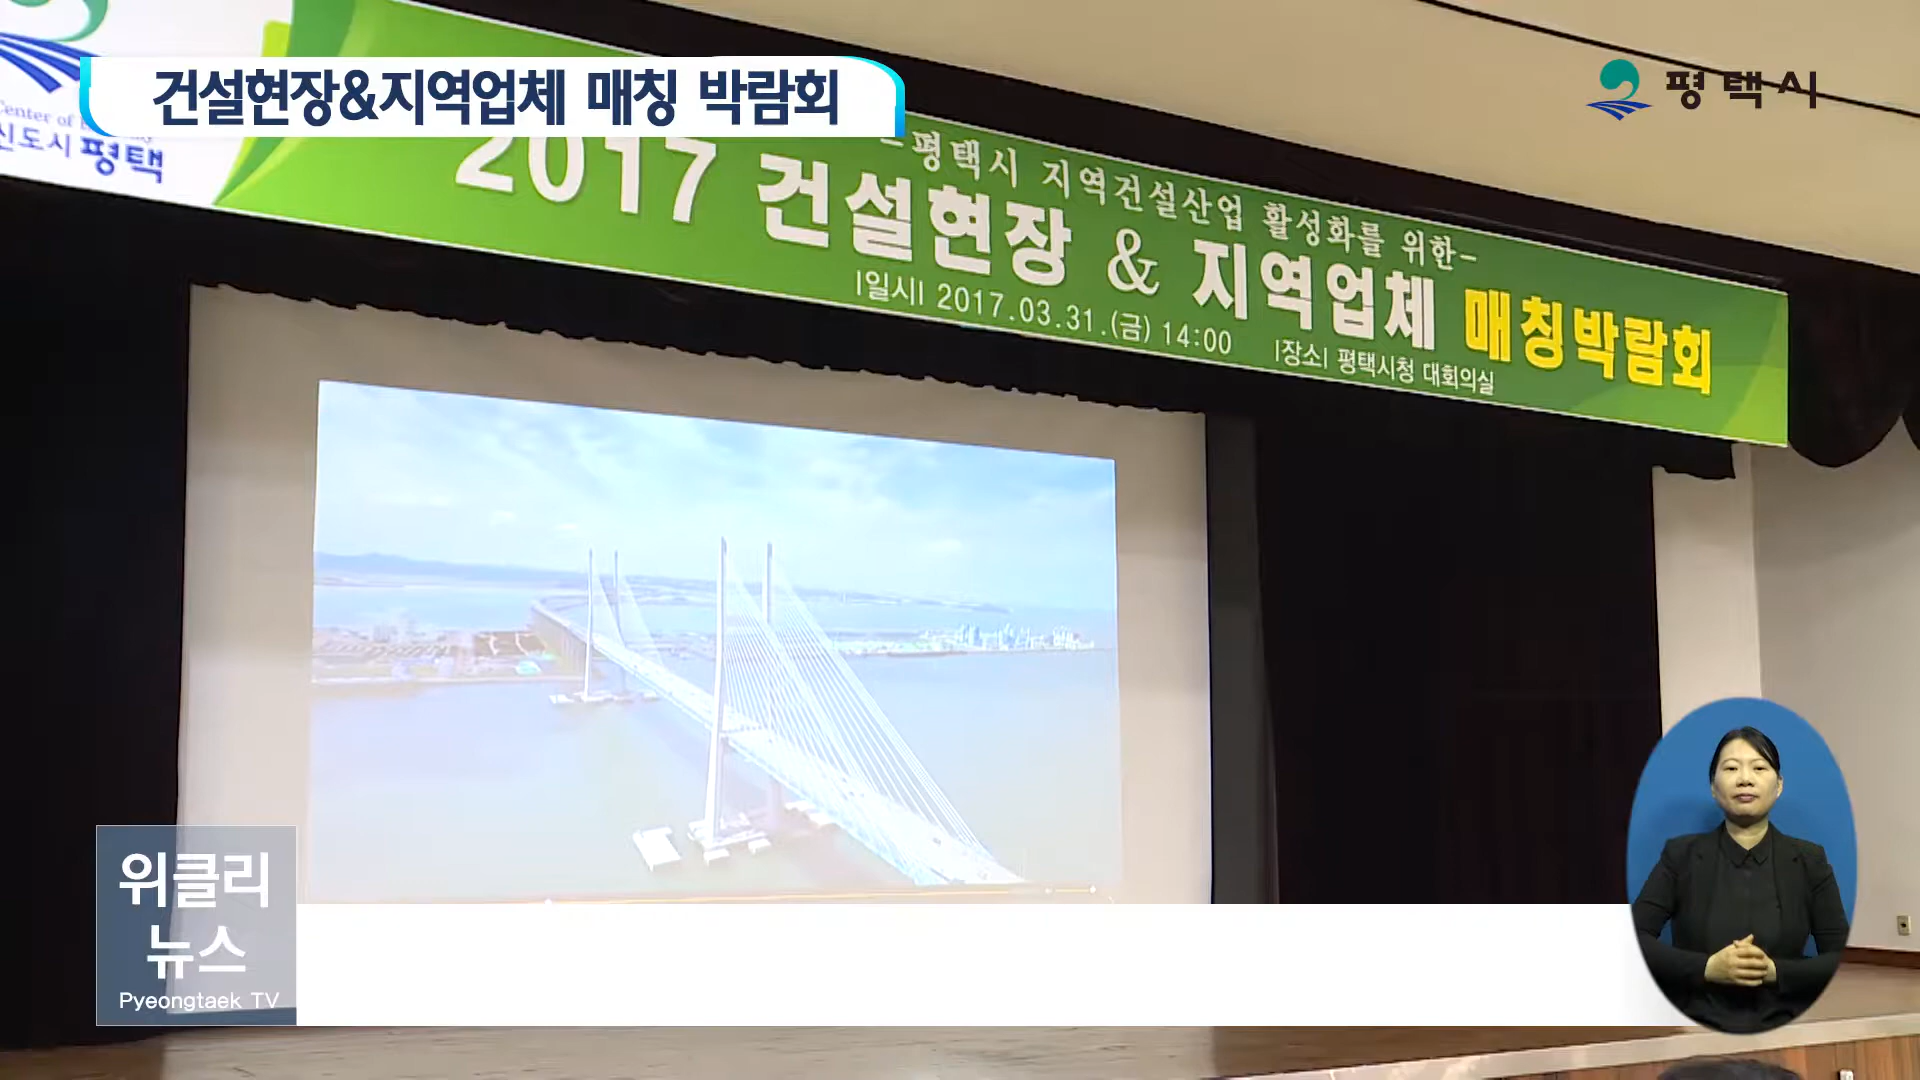 건설현장&지역업체 매칭 박람회
평택시
신도시 평택
-평택시 지역건설산업 활성화를 위한-
2017 건설현장 & 지역업체 매칭박람회
|일시| 2017.03.31.(금) 14:00 |장소| 평택시청 대회의실
위클리
뉴스
Pyeongtaek TV